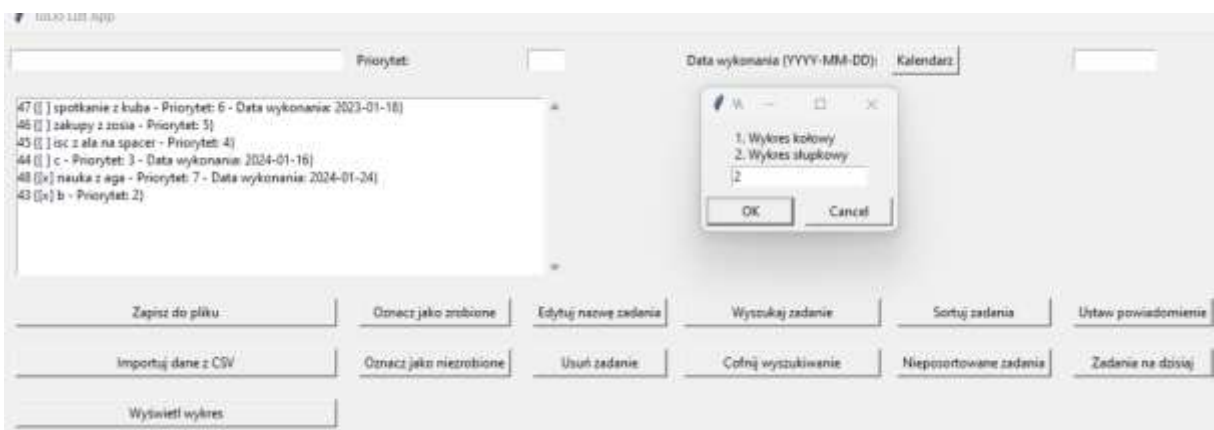 ToDo List App
Priorytet:
Data wykonania (YYYY-MM-DD):
Kalendarz
47 {[ ] spotkanie z kuba - Priorytet: 6 - Data wykonania: 2023-01-18}
46 {[ ] zakupy z zosia - Priorytet: 5}
45 {[ ] isc z ala na spacer - Priorytet: 4}
44 {[ ] c - Priorytet: 3 - Data wykonania: 2024-01-16}
48 {[x] nauka z aga - Priorytet: 7 - Data wykonania: 2024-01-24}
43 {[x] b - Priorytet: 2}
1. Wykres kołowy
2. Wykres słupkowy
2
OK
Cancel
Zapisz do pliku
Oznacz jako zrobione
Edytuj nazwę zadania
Wyszukaj zadanie
Sortuj zadania
Ustaw powiadomienie
Importuj dane z CSV
Oznacz jako niezrobione
Usuń zadanie
Cofnij wyszukiwanie
Nieposortowane zadania
Zadania na dzisiaj
Wyświetl wykres